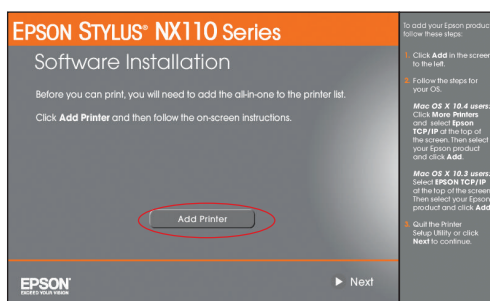 EPSON STYLUS® NX110 Series
Software Installation
Before you can print, you will need to add the all-in-one to the printer list.
Click Add Printer and then follow the on-screen instructions.
Add Printer
EPSON
EXCEED YOUR VISION
Next
To add your Epson product
follow these steps:
1. Click Add in the screen
to the left.
2. Follow the steps for
your OS.
Mac OS X 10.4 users:
Click More Printers
and select Epson
TCP/IP at the top of
the screen. Then select
your Epson product
and click Add.
Mac OS X 10.3 users:
Select EPSON TCP/IP
at the top of the screen
Then select your Epson
product and click Add
3. Quit the Printer
Setup Utility or click
Next to continue.